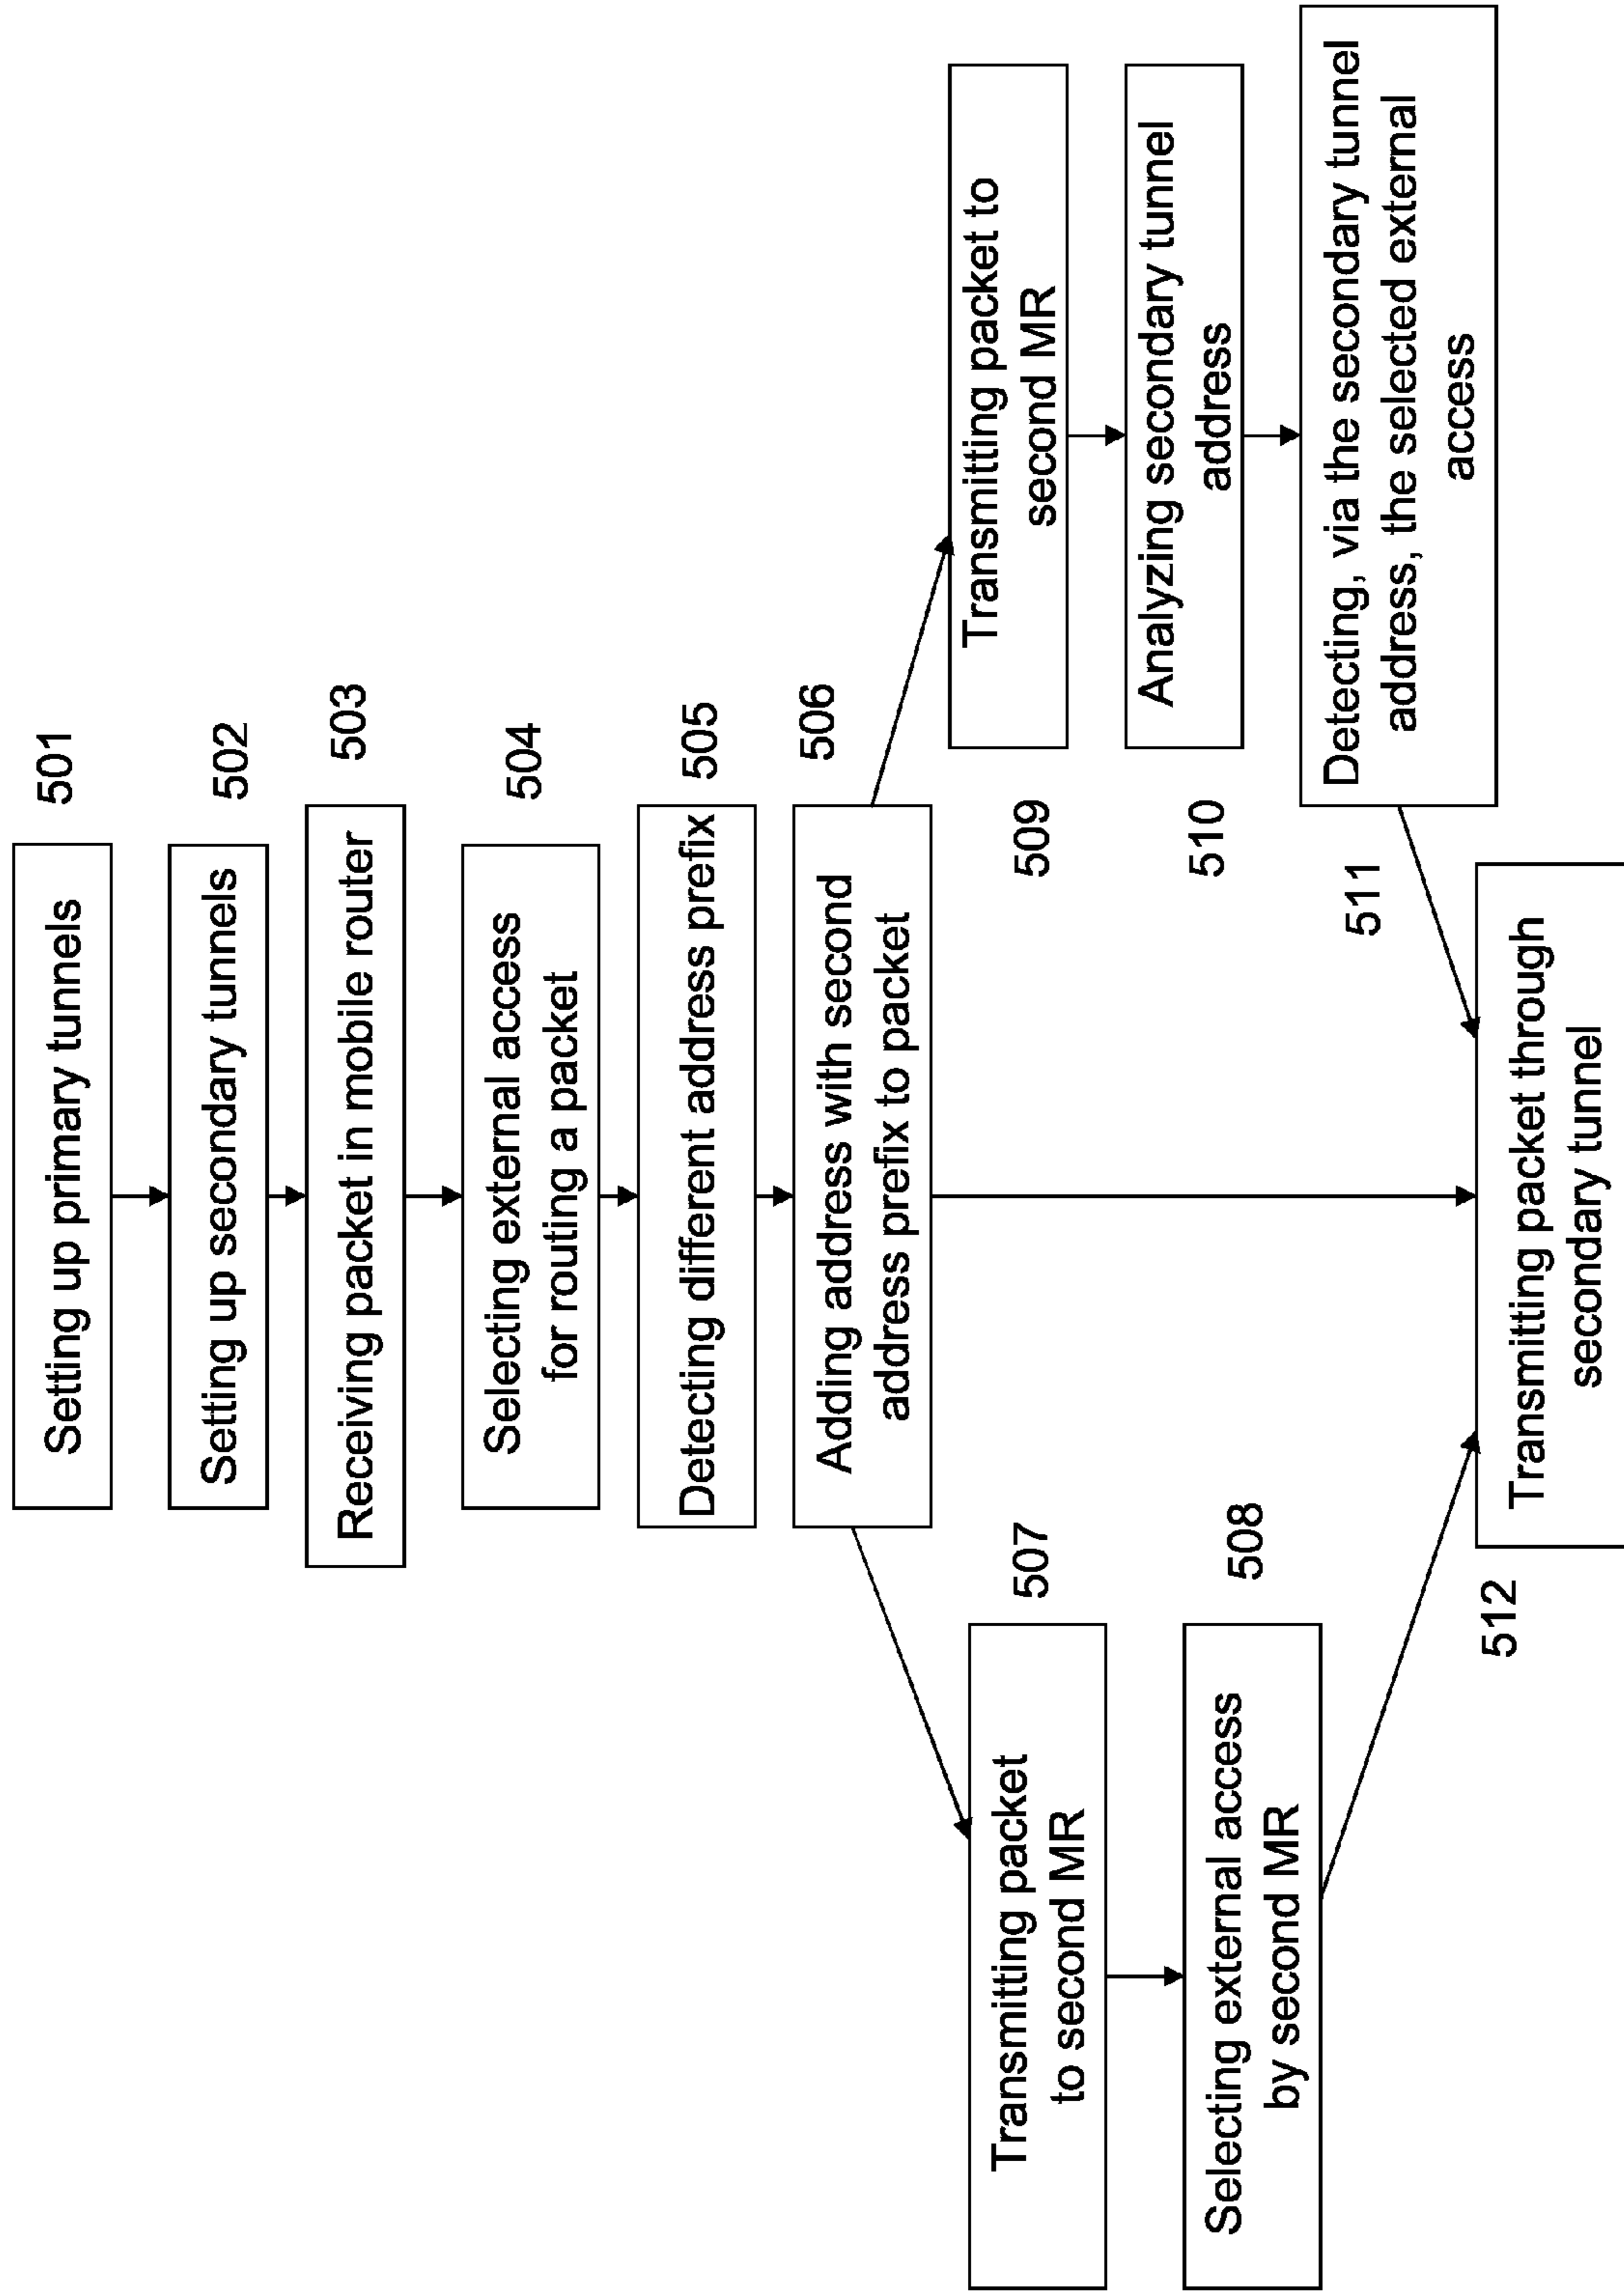 Setting up primary tunnels
501
Setting up secondary tunnels
502
Receiving packet in mobile router
503
Selecting external access
for routing a packet
504
Detecting different address prefix
505
Adding address with second
address prefix to packet
506
Transmitting packet
to second MR
507
Selecting external access
by second MR
508
Transmitting packet to
second MR
509
Analyzing secondary tunnel
address
510
Detecting, via the secondary tunnel
address, the selected external
access
511
Transmitting packet through
secondary tunnel
512